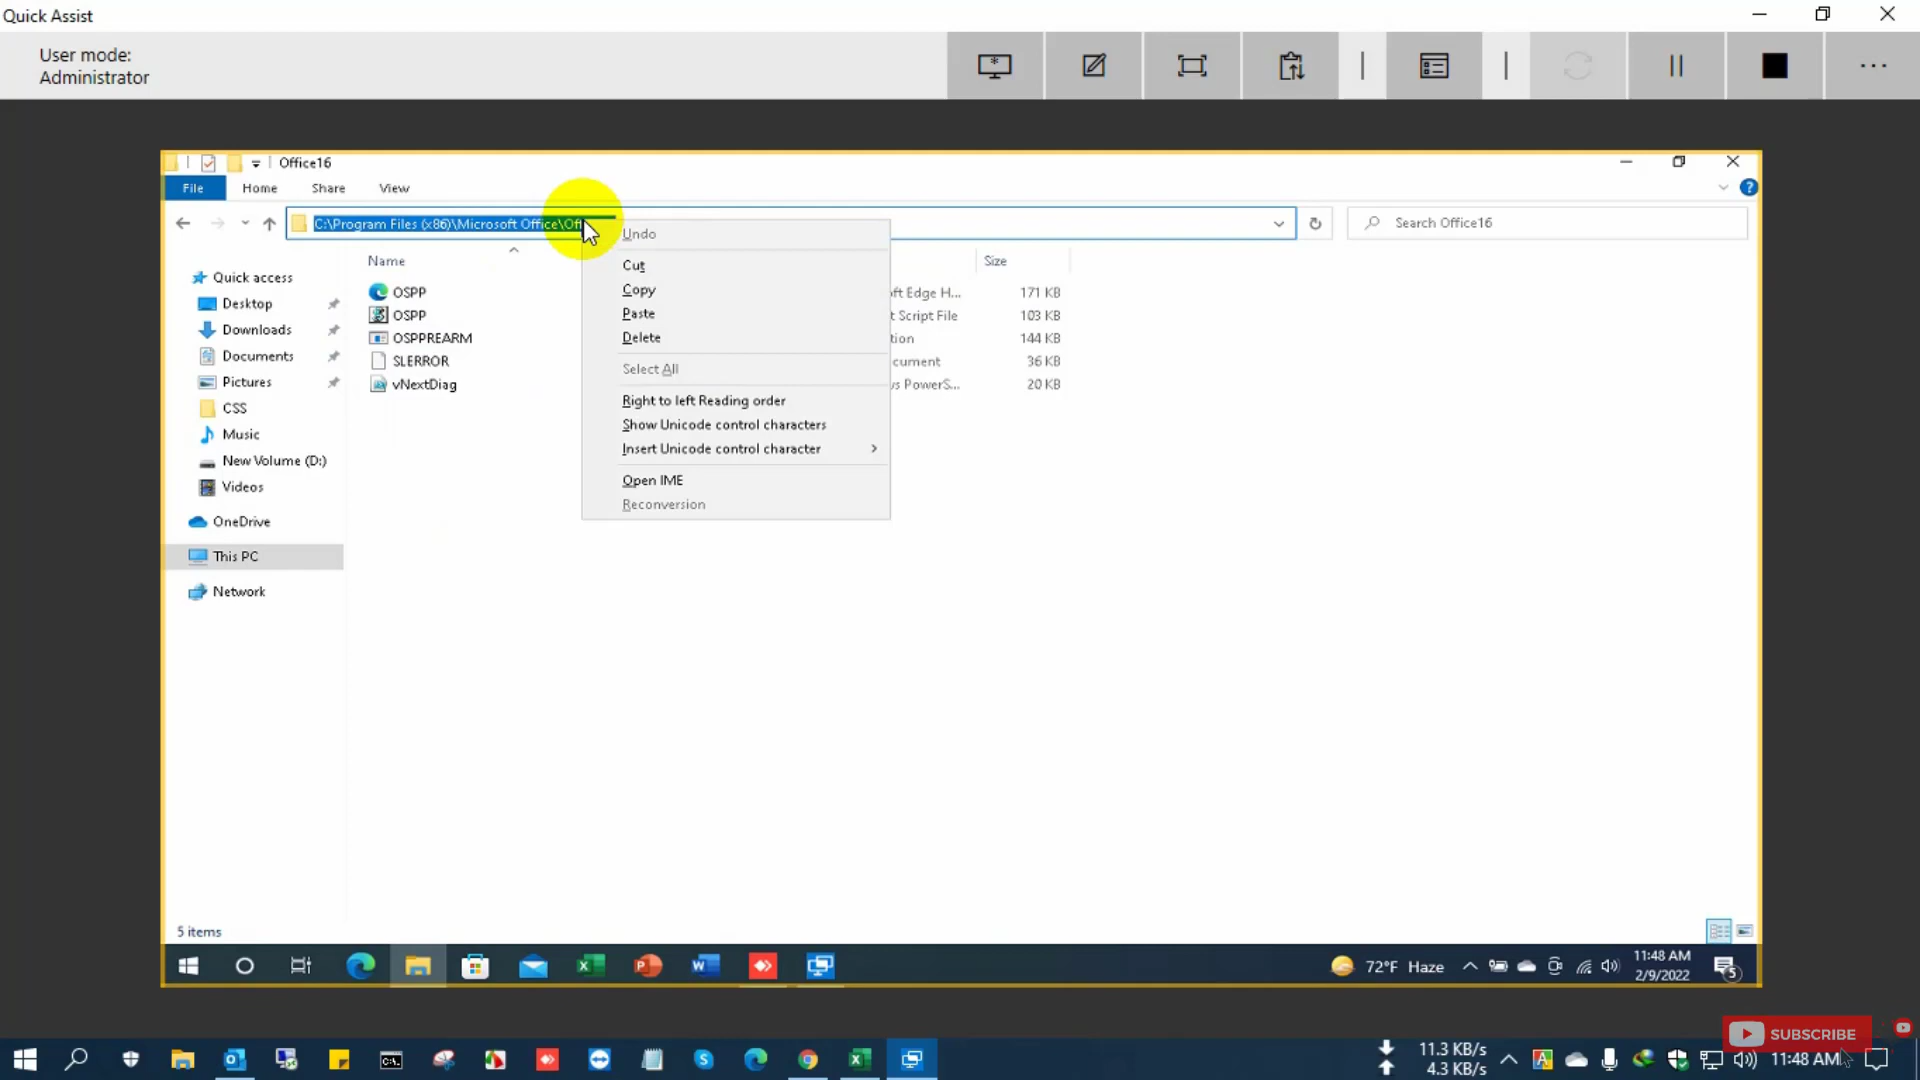 Quick Assist
User mode:
Administrator
Office16
File Home Share View
C:\Program Files (x86)\Microsoft Office\Off
Search Office16
Name
Size
Quick access
Desktop
Downloads
Documents
Pictures
CSS
Music
New Volume (D:)
Videos
OneDrive
This PC
Network
OSPP ft Edge H... 171 KB
OSPP t Script File 103 KB
OSPPREARM tion 144 KB
SLERROR cument 36 KB
vNextDiag s PowerS... 20 KB
Undo
Cut
Copy
Paste
Delete
Select All
Right to left Reading order
Show Unicode control characters
Insert Unicode control character
Open IME
Reconversion
5 items
72°F Haze
11:48 AM
2/9/2022
5
SUBSCRIBE
11.3 KB/s
4.3 KB/s
11:48 AM